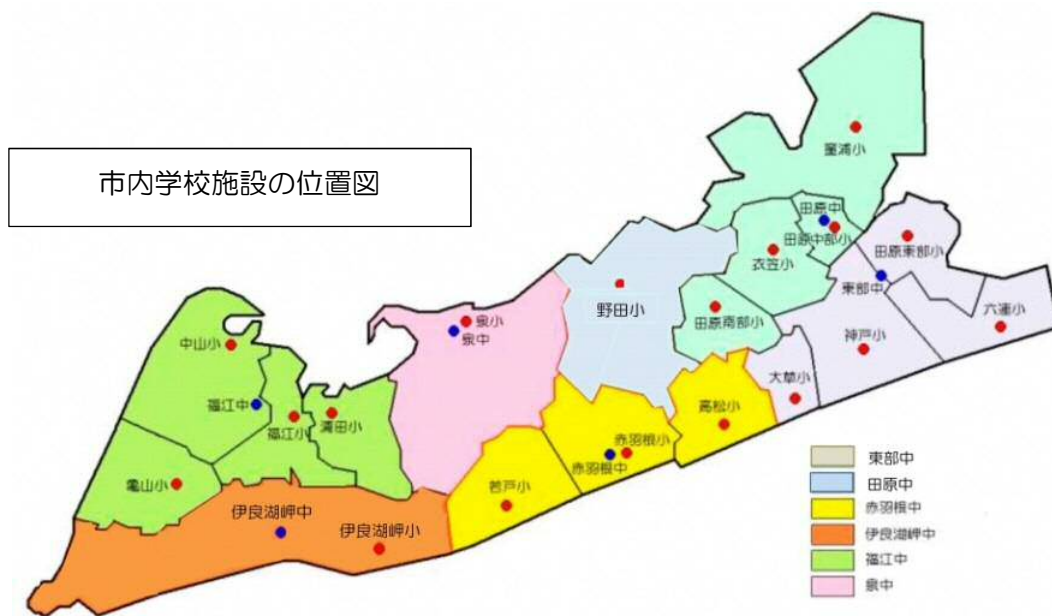 市内学校施設の位置図
童浦小
田原中
田原中部小
田原東部小
衣笠小
東部中
六連小
野田小
田原南部小
神戸小
泉小
泉中
大草小
中山小
高松小
福江中
福江小
清田小
赤羽根小
赤羽根中
亀山小
若戸小
伊良湖岬中
伊良湖岬小
東部中
田原中
赤羽根中
伊良湖岬中
福江中
泉中